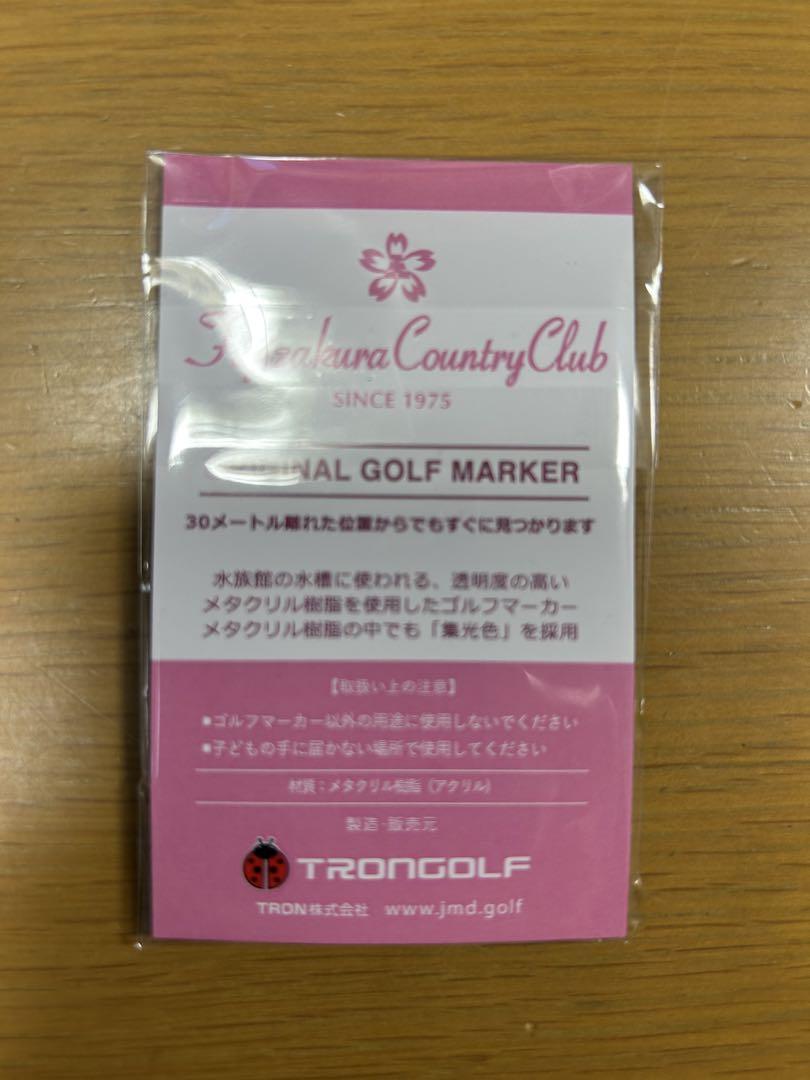 Country Club
SINCE 1975
GOLF MARKER
30メートル離れた位置からでもすぐに見つかります
水族館の水槽に使われる、透明度の高い
メタクリル樹脂を使用したゴルフマーカー
メタクリル樹脂の中でも「集光色」を採用
【取扱い上の注意】
●ゴルフマーカー以外の用途に使用しないでください
●子どもの手に届かない場所で使用してください
材質:メタクリル樹脂(アクリル)
製造・販売元
TRONGOLF
TRON株式会社 www.jmd.golf